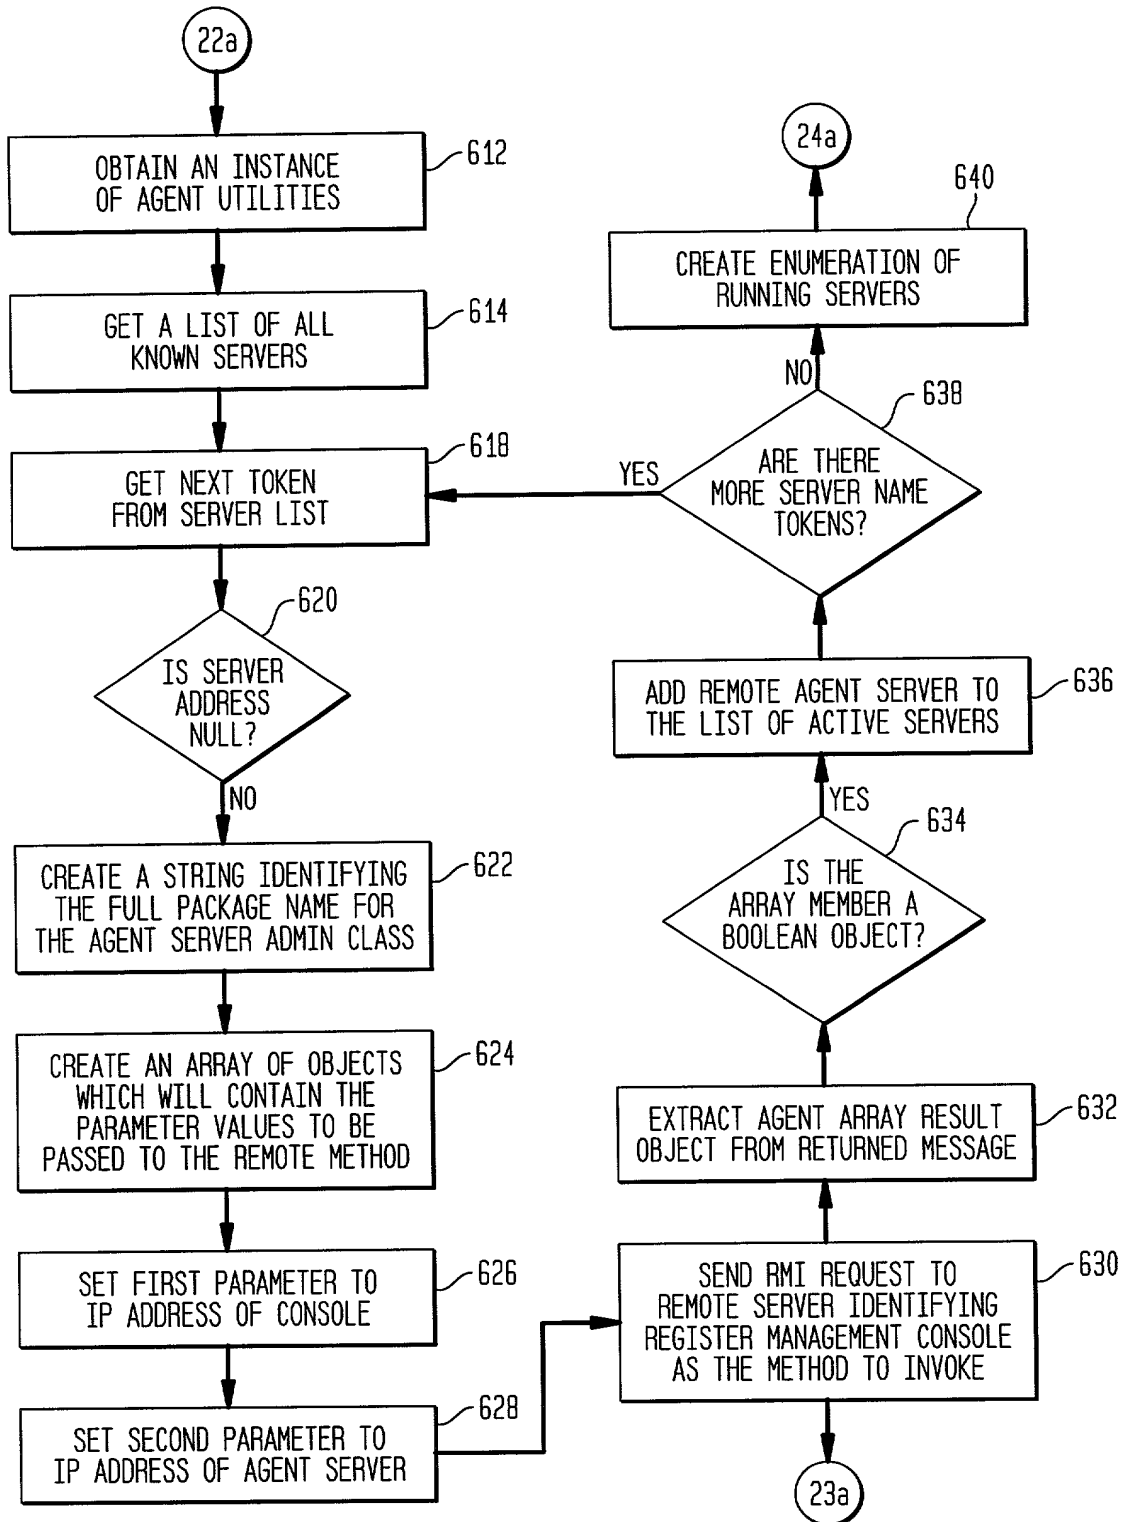 22a
OBTAIN AN INSTANCE
OF AGENT UTILITIES
612
GET A LIST OF ALL
KNOWN SERVERS
614
GET NEXT TOKEN
FROM SERVER LIST
618
IS SERVER
ADDRESS
NULL?
620
NO
CREATE A STRING IDENTIFYING
THE FULL PACKAGE NAME FOR
THE AGENT SERVER ADMIN CLASS
622
CREATE AN ARRAY OF OBJECTS
WHICH WILL CONTAIN THE
PARAMETER VALUES TO BE
PASSED TO THE REMOTE METHOD
624
SET FIRST PARAMETER TO
IP ADDRESS OF CONSOLE
626
SET SECOND PARAMETER TO
IP ADDRESS OF AGENT SERVER
628
SEND RMI REQUEST TO
REMOTE SERVER IDENTIFYING
REGISTER MANAGEMENT CONSOLE
AS THE METHOD TO INVOKE
630
23a
EXTRACT AGENT ARRAY RESULT
OBJECT FROM RETURNED MESSAGE
632
IS THE
ARRAY MEMBER A
BOOLEAN OBJECT?
634
YES
ADD REMOTE AGENT SERVER TO
THE LIST OF ACTIVE SERVERS
636
ARE THERE
MORE SERVER NAME
TOKENS?
638
YES
NO
CREATE ENUMERATION OF
RUNNING SERVERS
640
24a